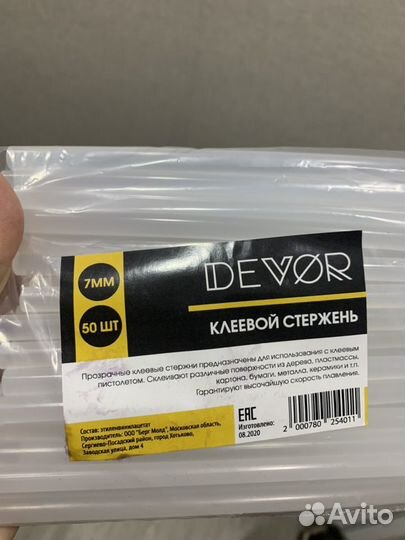 DEVØR
7ММ
50 ШТ
КЛЕЕВОЙ СТЕРЖЕНЬ
Прозрачные клеевые стержни предназначены для использования с клеевым
пистолетом. Склеивают различные поверхности из дерева, пластмассы,
картона, бумаги, металла, керамики и т.п.
Гарантируют высочайшую скорость плавления.
Состав: этиленвинилацетат
Производитель: ООО "Берг Молд", Московская область,
Сергиево-Посадский район, город Хотьково,
Заводская улица, дом 4
EAC
Изготовлено:
08.2020
2 000780 254011
Avito